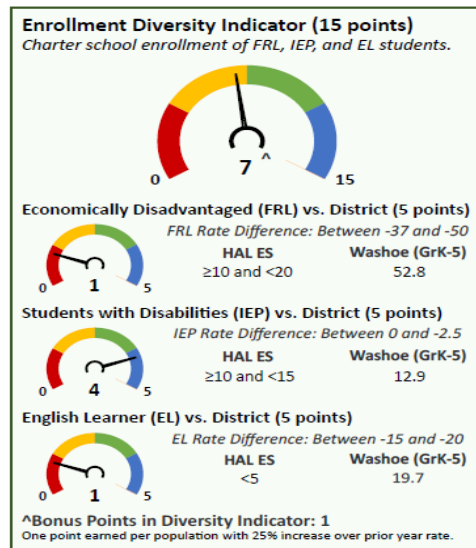 Enrollment Diversity Indicator (15 points)
Charter school enrollment of FRL, IEP, and EL students.
7 ^
0 15
Economically Disadvantaged (FRL) vs. District (5 points)
FRL Rate Difference: Between -37 and -50
HAL ES Washoe (GrK-5)
0 1 5 ≥10 and <20 52.8
Students with Disabilities (IEP) vs. District (5 points)
IEP Rate Difference: Between 0 and -2.5
HAL ES Washoe (GrK-5)
0 4 5 ≥10 and <15 12.9
English Learner (EL) vs. District (5 points)
EL Rate Difference: Between -15 and -20
HAL ES Washoe (GrK-5)
0 1 5 <5 19.7
^Bonus Points in Diversity Indicator: 1
One point earned per population with 25% increase over prior year rate.